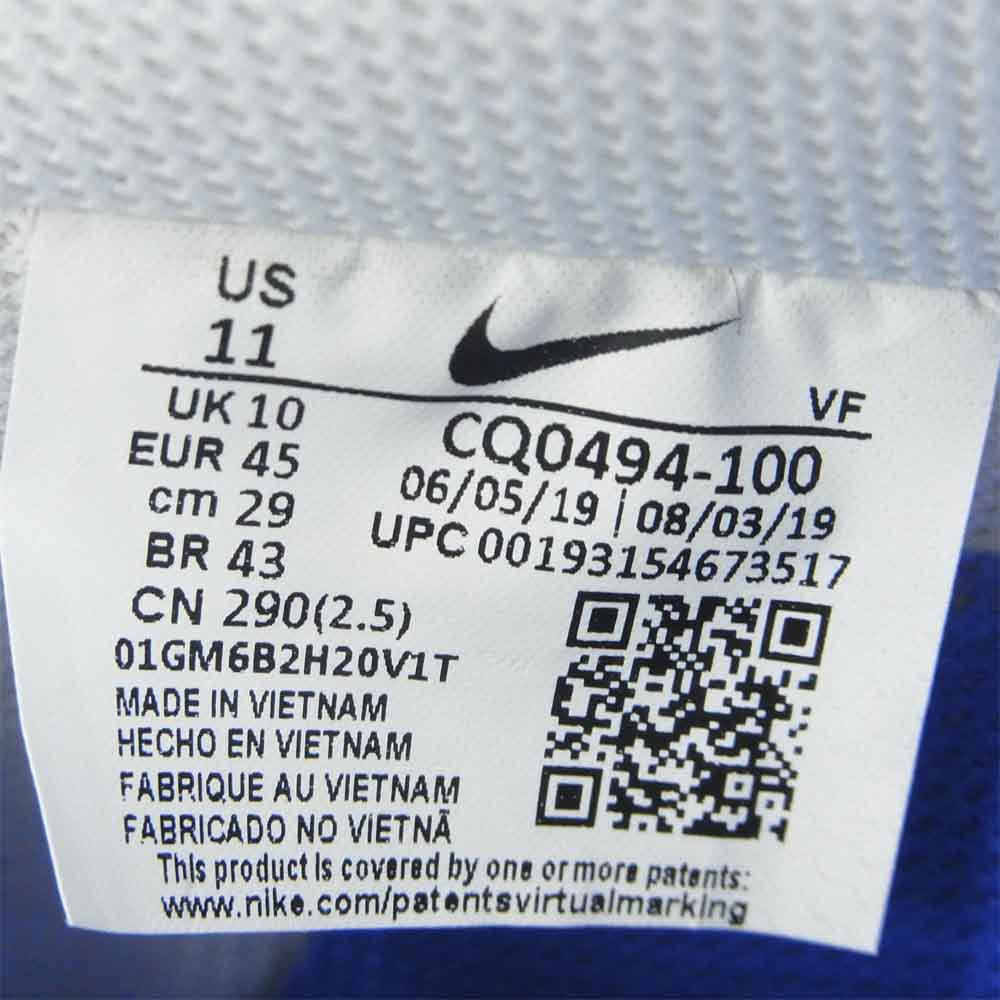 US
11
UK 10
EUR 45
cm 29
BR 43
CN 290(2.5)
VF
CQ0494-100
06/05/19 | 08/03/19
UPC 00193154673517
01GM6B2H20V1T
MADE IN VIETNAM
HECHO EN VIETNAM
FABRIQUE AU VIETNAM
FABRICADO NO VIETNÃ
This product is covered by one or more patents:
www.nike.com/patentsvirtualmarking